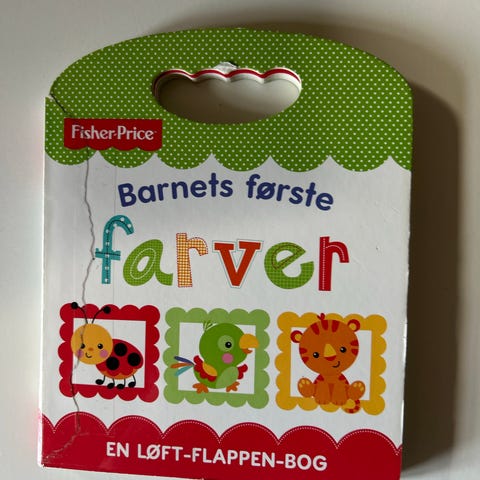 Fisher-Price
Barnets første
farver
EN LØFT-FLAPPEN-BOG